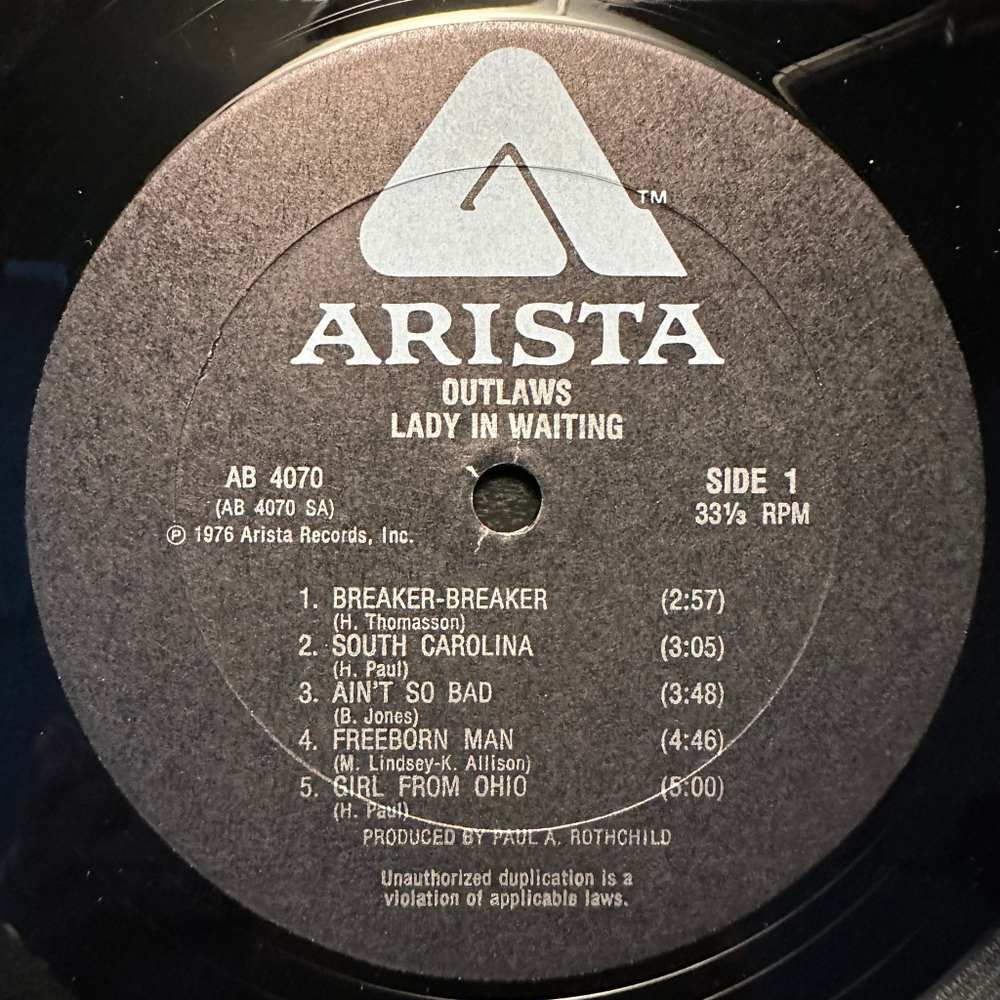 TM
ARISTA
OUTLAWS
LADY IN WAITING
AB 4070
(AB 4070 SA)
℗ 1976 Arista Records, Inc.
SIDE 1
33⅓ RPM
1. BREAKER-BREAKER (2:57)
(H. Thomasson)
2. SOUTH CAROLINA (3:05)
(H. Paul)
3. AIN'T SO BAD (3:48)
(B. Jones)
4. FREEBORN MAN (4:46)
(M. Lindsey-K. Allison)
5. GIRL FROM OHIO (5:00)
(H. Paul)
PRODUCED BY PAUL A. ROTHCHILD
Unauthorized duplication is a
violation of applicable laws.